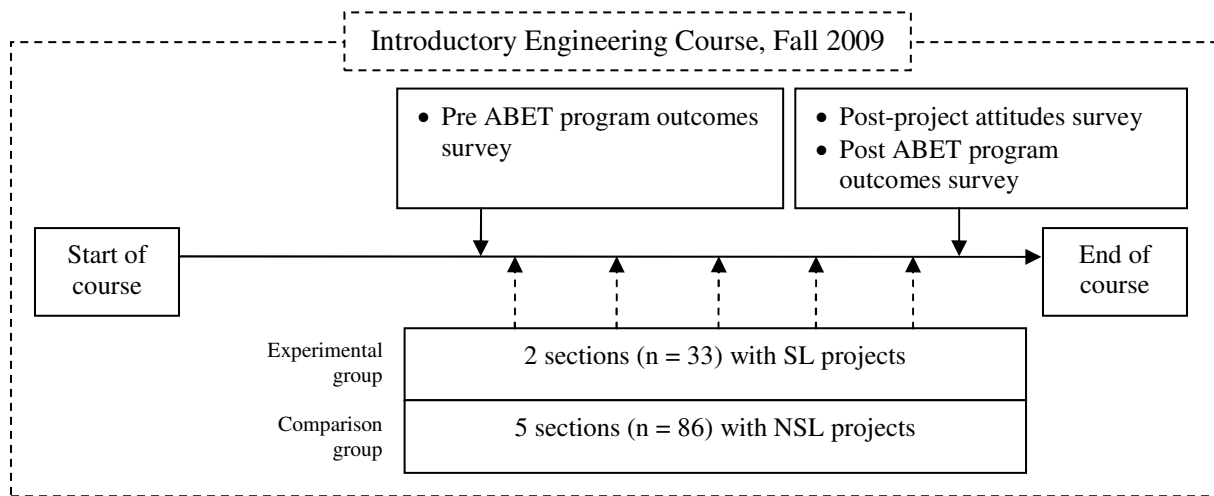 Introductory Engineering Course, Fall 2009
• Pre ABET program outcomes
survey
• Post-project attitudes survey
• Post ABET program
outcomes survey
Start of
course
End of
course
Experimental
group
2 sections (n = 33) with SL projects
Comparison
group
5 sections (n = 86) with NSL projects